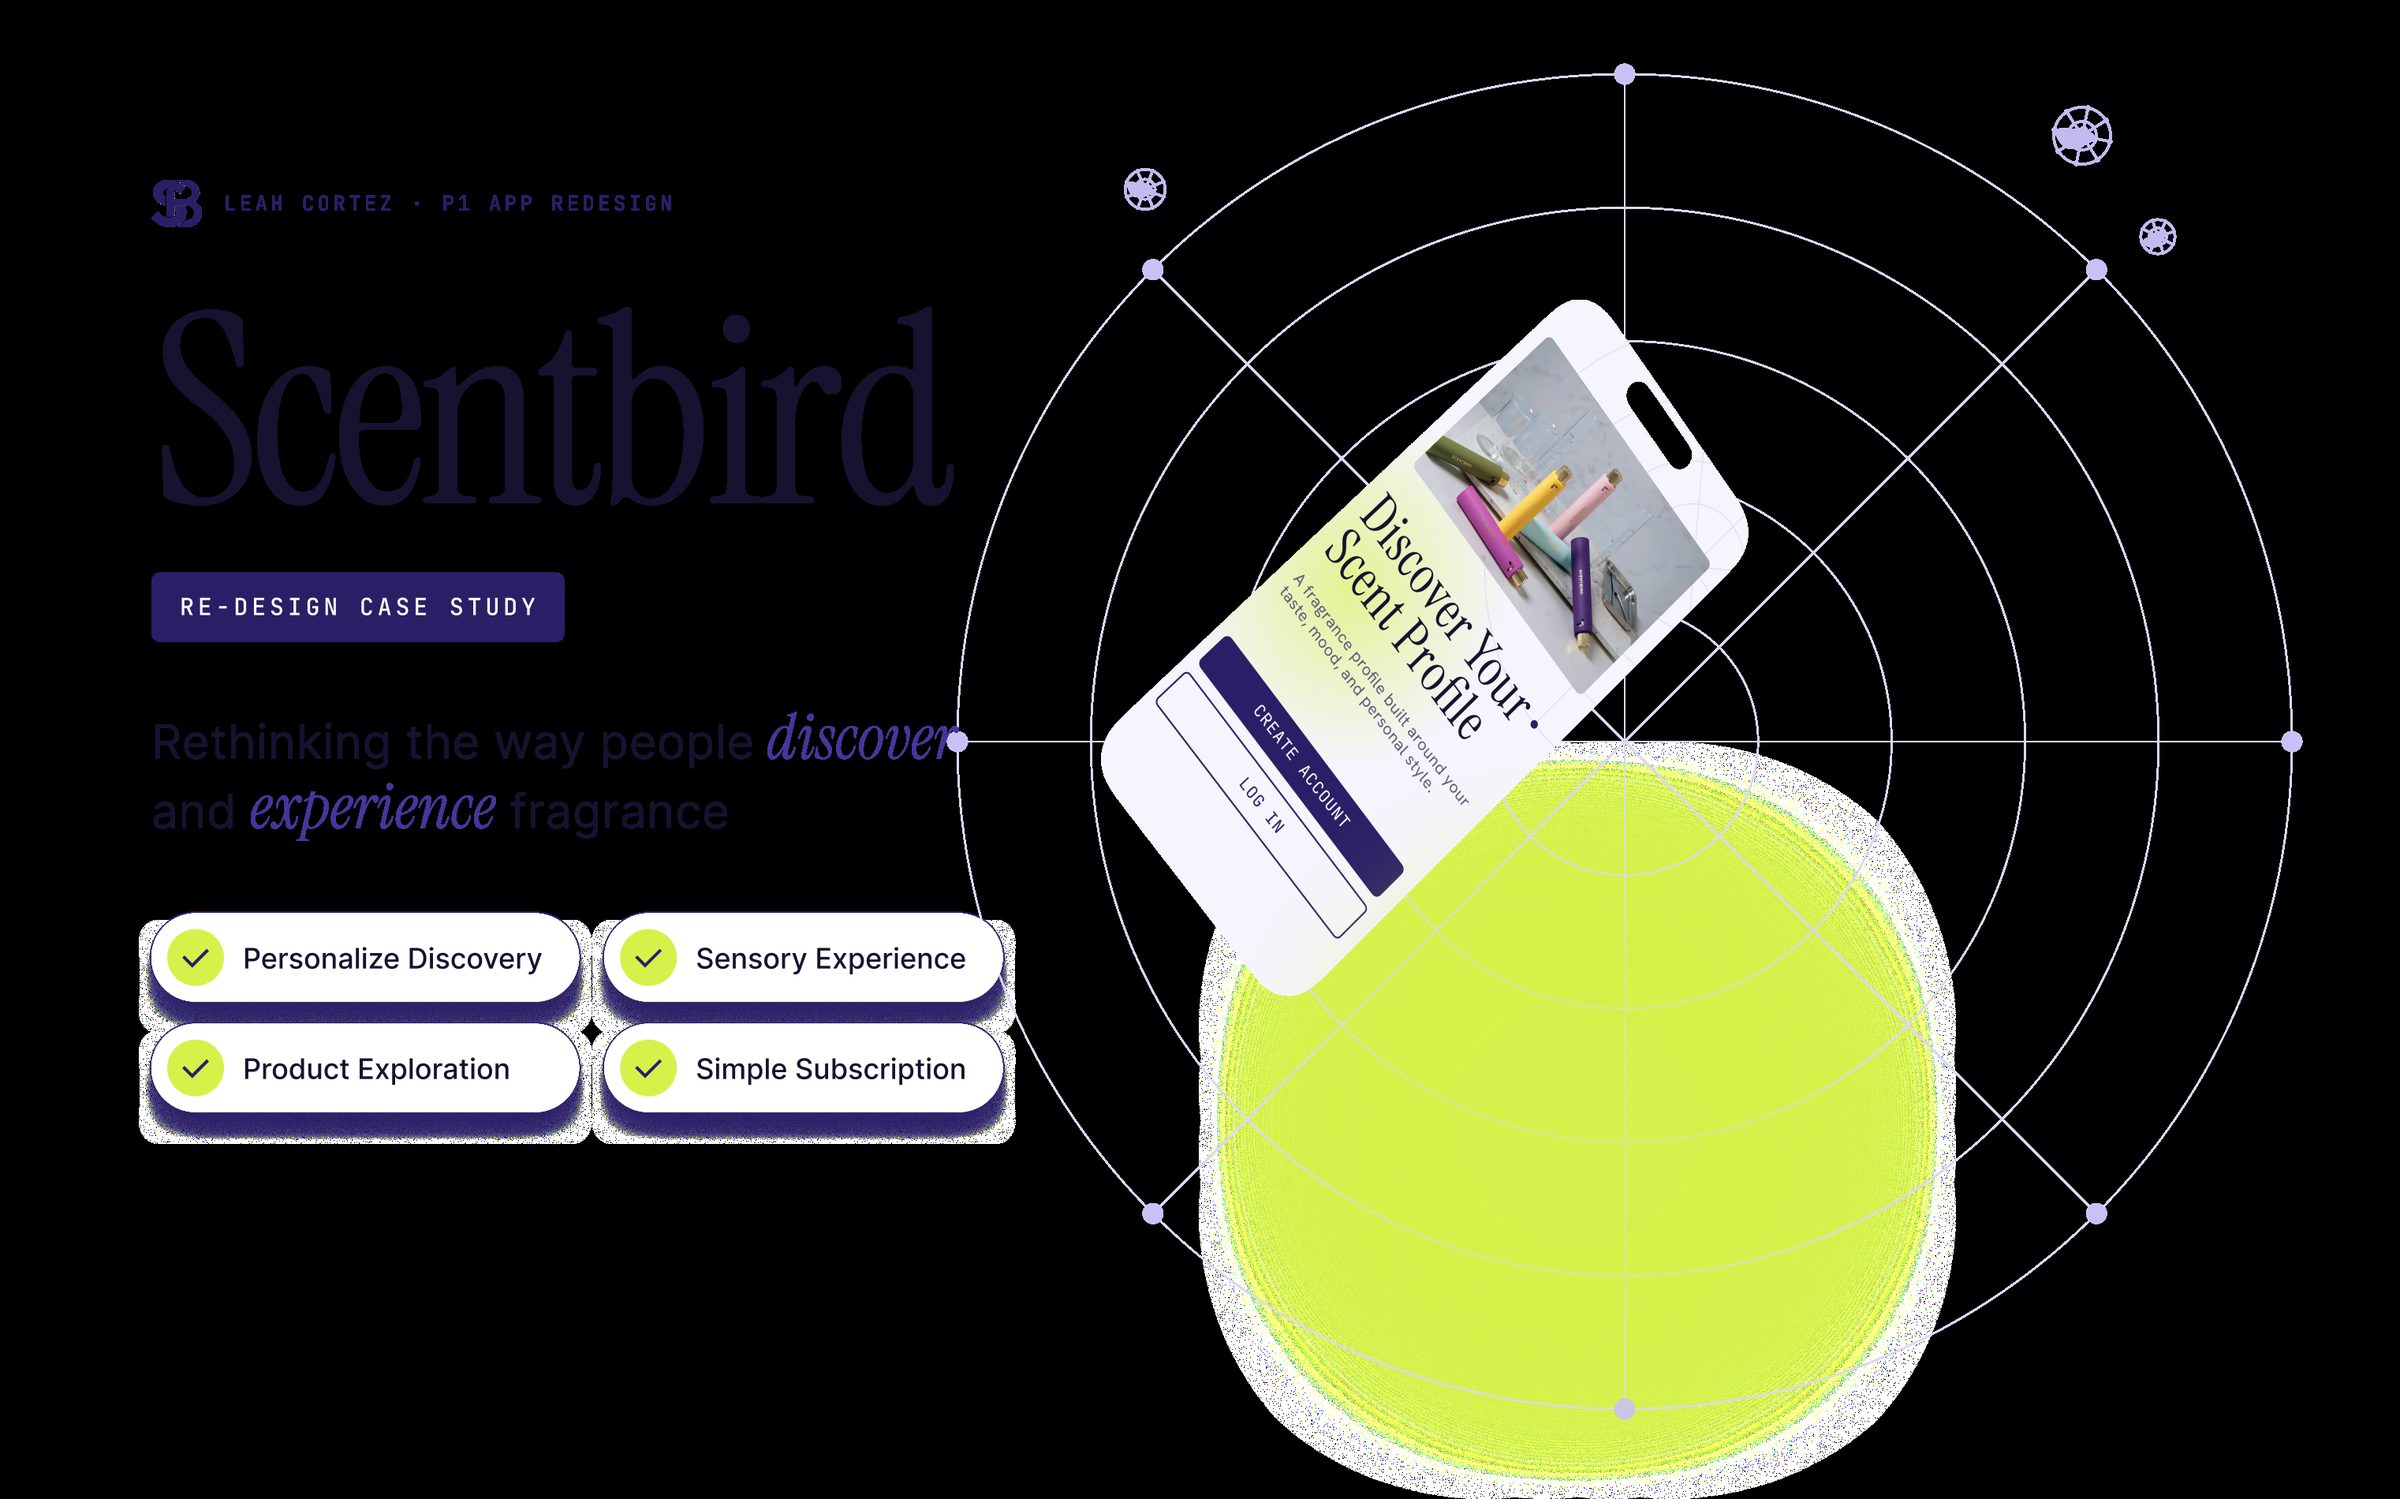 SB LEAH CORTEZ · P1 APP REDESIGN
Scentbird
RE-DESIGN CASE STUDY
Rethinking the way people discover
and experience fragrance
Personalize Discovery
Sensory Experience
Product Exploration
Simple Subscription
Discover Your
Scent Profile
A fragrance profile built around your
taste, mood, and personal style.
CREATE ACCOUNT
LOG IN